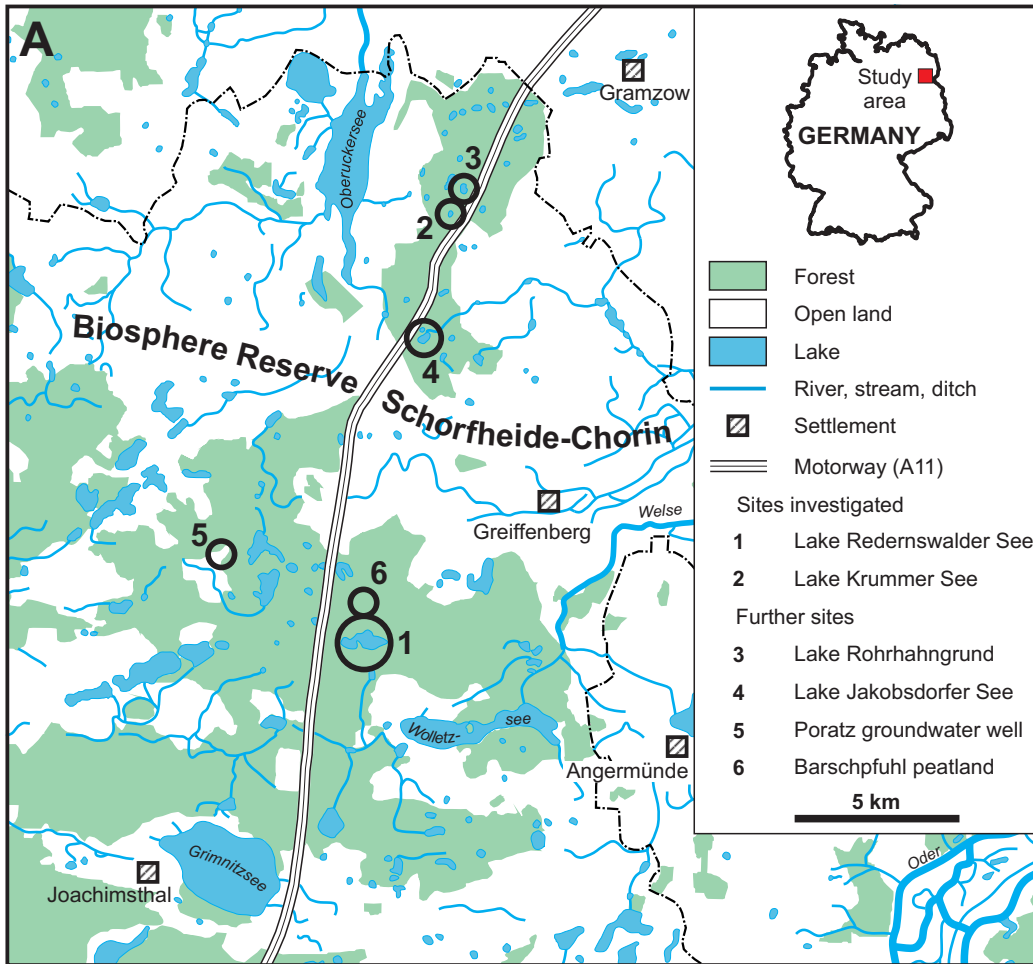 A
Gramzow
Oberuckersee
3
2
Biosphere Reserve
Schorfheide-Chorin
4
Greiffenberg
Welse
5
6
1
Wolletz-
see
Angermünde
Grimnitzsee
Joachimsthal
Oder
Study
area
GERMANY
Forest
Open land
Lake
River, stream, ditch
Settlement
Motorway (A11)
Sites investigated
1 Lake Redernswalder See
2 Lake Krummer See
Further sites
3 Lake Rohrhahngrund
4 Lake Jakobsdorfer See
5 Poratz groundwater well
6 Barschpfuhl peatland
5 km